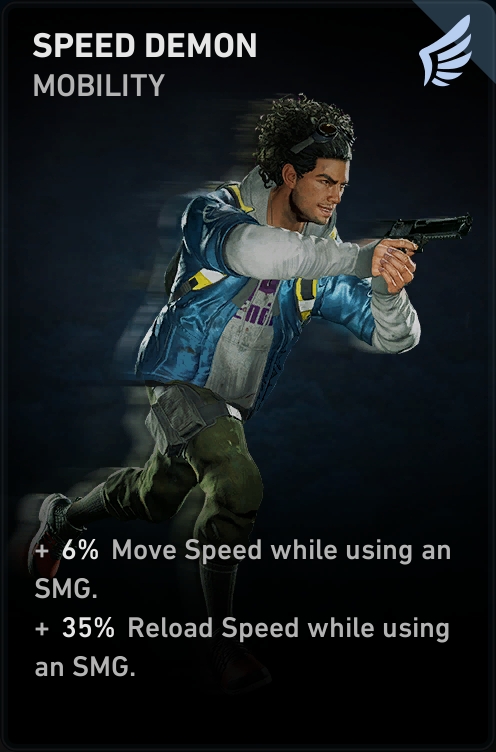 SPEED DEMON
MOBILITY
+ 6% Move Speed while using an
SMG.
+ 35% Reload Speed while using
an SMG.